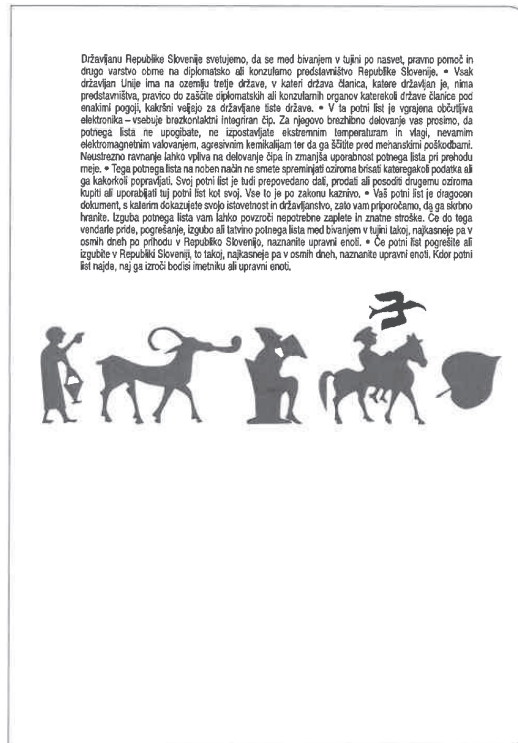 Državljanu Republike Slovenije svetujemo, da se med bivanjem v tujini po nasvet, pravno pomoč in
drugo varstvo obrne na diplomatsko ali konzularno predstavništvo Republike Slovenije. • Vsak
državljan Unije ima na ozemlju tretje države, v kateri država članica, katere državljan je, nima
predstavništva, pravico do zaščite diplomatskih ali konzularnih organov katerekoli države članice pod
enakimi pogoji, kakršni veljajo za državljane tiste države. • V ta potni list je vgrajena občutljiva
elektronika – vsebuje brezkontaktni integriran čip. Za njegovo brezhibno delovanje vas prosimo, da
potnega lista ne upogibate, ne izpostavljate ekstremnim temperaturam in vlagi, nevarnim
elektromagnetnim valovanjem, agresivnim kemikalijam ter da ga ščitite pred mehanskimi poškodbami.
Neustrezno ravnanje lahko vpliva na delovanje čipa in zmanjša uporabnost potnega lista pri prehodu
meje. • Tega potnega lista na noben način ne smete spreminjati oziroma brisati kateregakoli podatka ali
ga kakorkoli popravljati. Svoj potni list je tudi prepovedano dati, prodati ali posoditi drugemu oziroma
kupiti ali uporabljati tuj potni list kot svoj. Vse to je po zakonu kaznivo. • Vaš potni list je dragocen
dokument, s katerim dokazujete svojo istovetnost in državljanstvo, zato vam priporočamo, da ga skrbno
hranite. Izguba potnega lista vam lahko povzroči nepotrebne zaplete in znatne stroške. Če do tega
vendarle pride, pogrešanje, izgubo ali tatvino potnega lista med bivanjem v tujini takoj, najkasneje pa v
osmih dneh po prihodu v Republiko Slovenijo, naznanite upravni enoti. • Če potni list pogrešite ali
izgubite v Republiki Sloveniji, to takoj, najkasneje pa v osmih dneh, naznanite upravni enoti. Kdor potni
list najde, naj ga izroči bodisi imetniku ali upravni enoti.